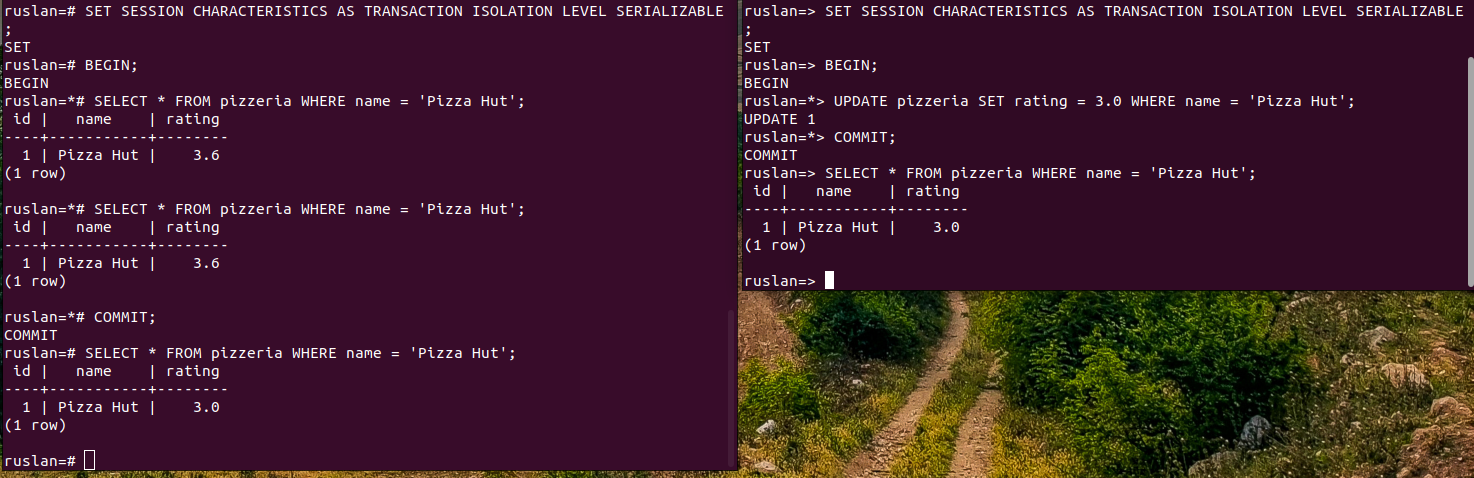 ruslan=# SET SESSION CHARACTERISTICS AS TRANSACTION ISOLATION LEVEL SERIALIZABLE
;
SET
ruslan=# BEGIN;
BEGIN
ruslan=*# SELECT * FROM pizzeria WHERE name = 'Pizza Hut';
 id |   name    | rating
----+-----------+--------
  1 | Pizza Hut |    3.6
(1 row)

ruslan=*# SELECT * FROM pizzeria WHERE name = 'Pizza Hut';
 id |   name    | rating
----+-----------+--------
  1 | Pizza Hut |    3.6
(1 row)

ruslan=*# COMMIT;
COMMIT
ruslan=# SELECT * FROM pizzeria WHERE name = 'Pizza Hut';
 id |   name    | rating
----+-----------+--------
  1 | Pizza Hut |    3.0
(1 row)

ruslan=#
ruslan=> SET SESSION CHARACTERISTICS AS TRANSACTION ISOLATION LEVEL SERIALIZABLE
;
SET
ruslan=> BEGIN;
BEGIN
ruslan=*> UPDATE pizzeria SET rating = 3.0 WHERE name = 'Pizza Hut';
UPDATE 1
ruslan=*> COMMIT;
COMMIT
ruslan=> SELECT * FROM pizzeria WHERE name = 'Pizza Hut';
 id |   name    | rating
----+-----------+--------
  1 | Pizza Hut |    3.0
(1 row)

ruslan=>